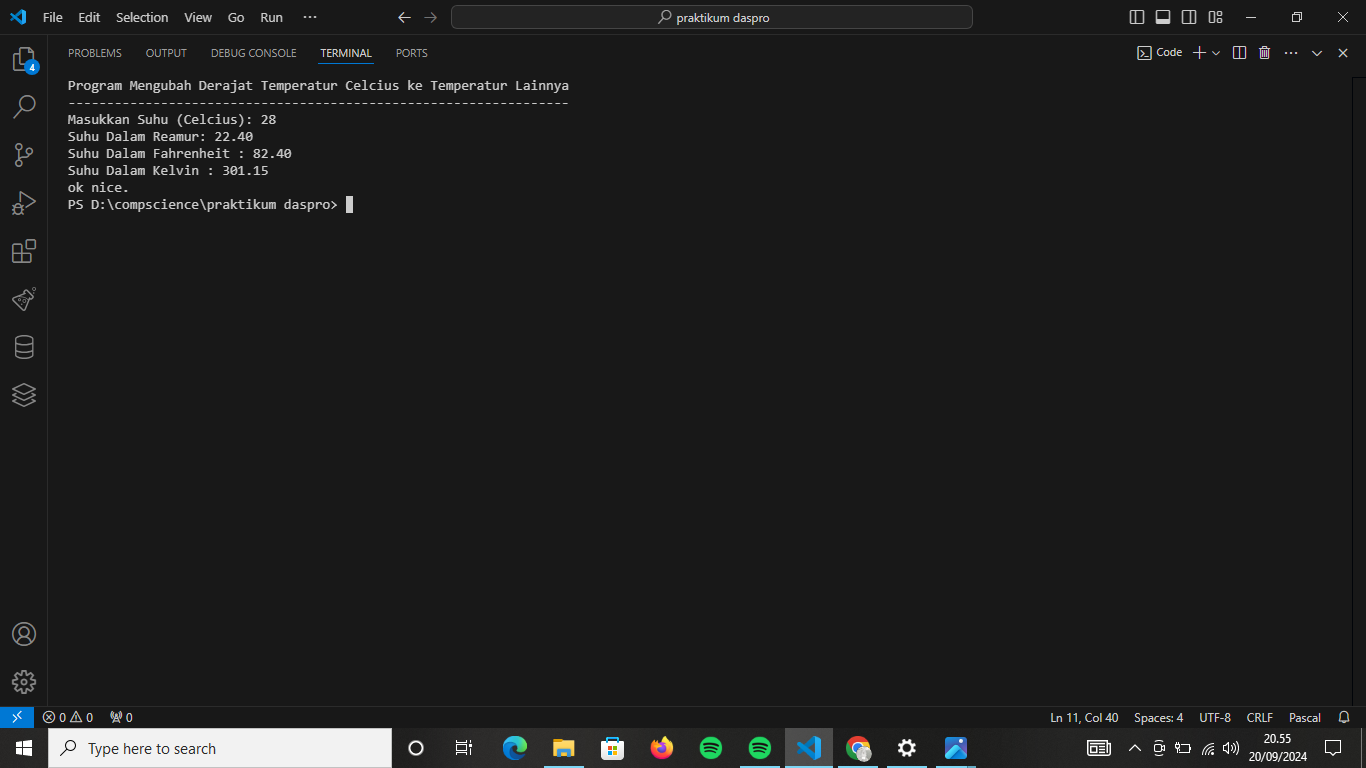 File Edit Selection View Go Run ···
praktikum daspro
PROBLEMS OUTPUT DEBUG CONSOLE TERMINAL PORTS
Code
4
Program Mengubah Derajat Temperatur Celcius ke Temperatur Lainnya
-----------------------------------------------------------------
Masukkan Suhu (Celcius): 28
Suhu Dalam Reamur: 22.40
Suhu Dalam Fahrenheit : 82.40
Suhu Dalam Kelvin : 301.15
ok nice.
PS D:\compscience\praktikum daspro>
0 0 0
Ln 11, Col 40 Spaces: 4 UTF-8 CRLF Pascal
Type here to search
20.55
20/09/2024